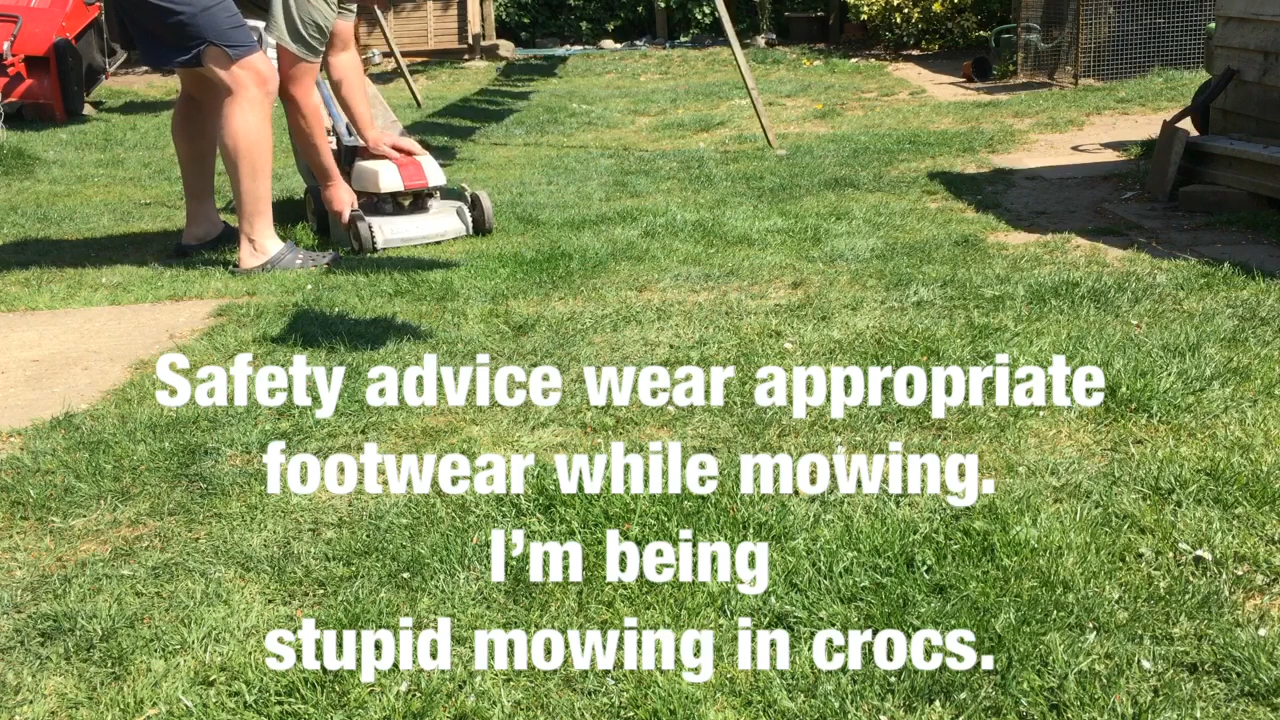 Safety advice wear appropriate
footwear while mowing.
I’m being
stupid mowing in crocs.